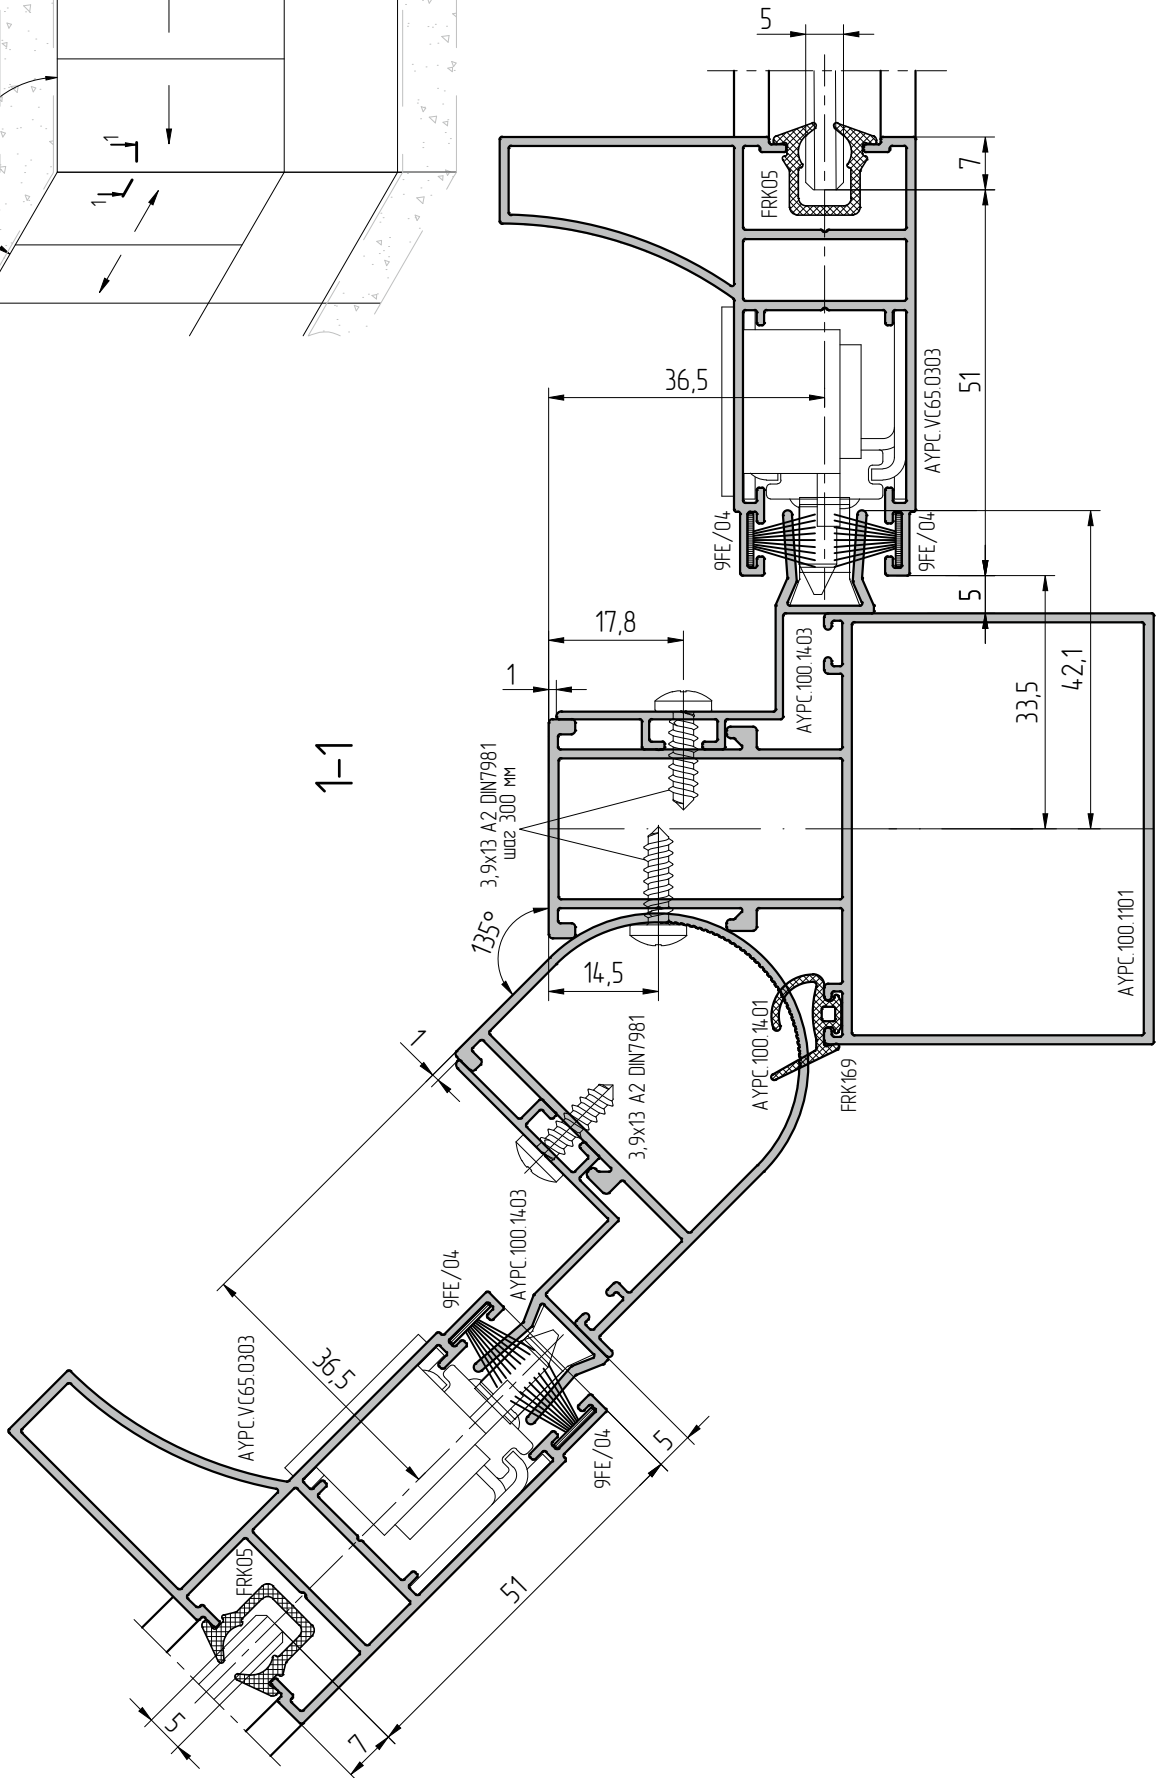 5
1
1
7
FRK05
36,5
51
AYPC.VC65.0303
9FE/04
9FE/04
5
17,8
1
AYPC.100.1403
33,5
42,1
1-1
3,9x13 A2 DIN7981
шаг 300 мм
135°
14,5
AYPC.100.1101
1
3,9x13 A2 DIN7981
AYPC.100.1401
FRK169
AYPC.100.1403
9FE/04
36,5
AYPC.VC65.0303
9FE/04
5
51
FRK05
5
7